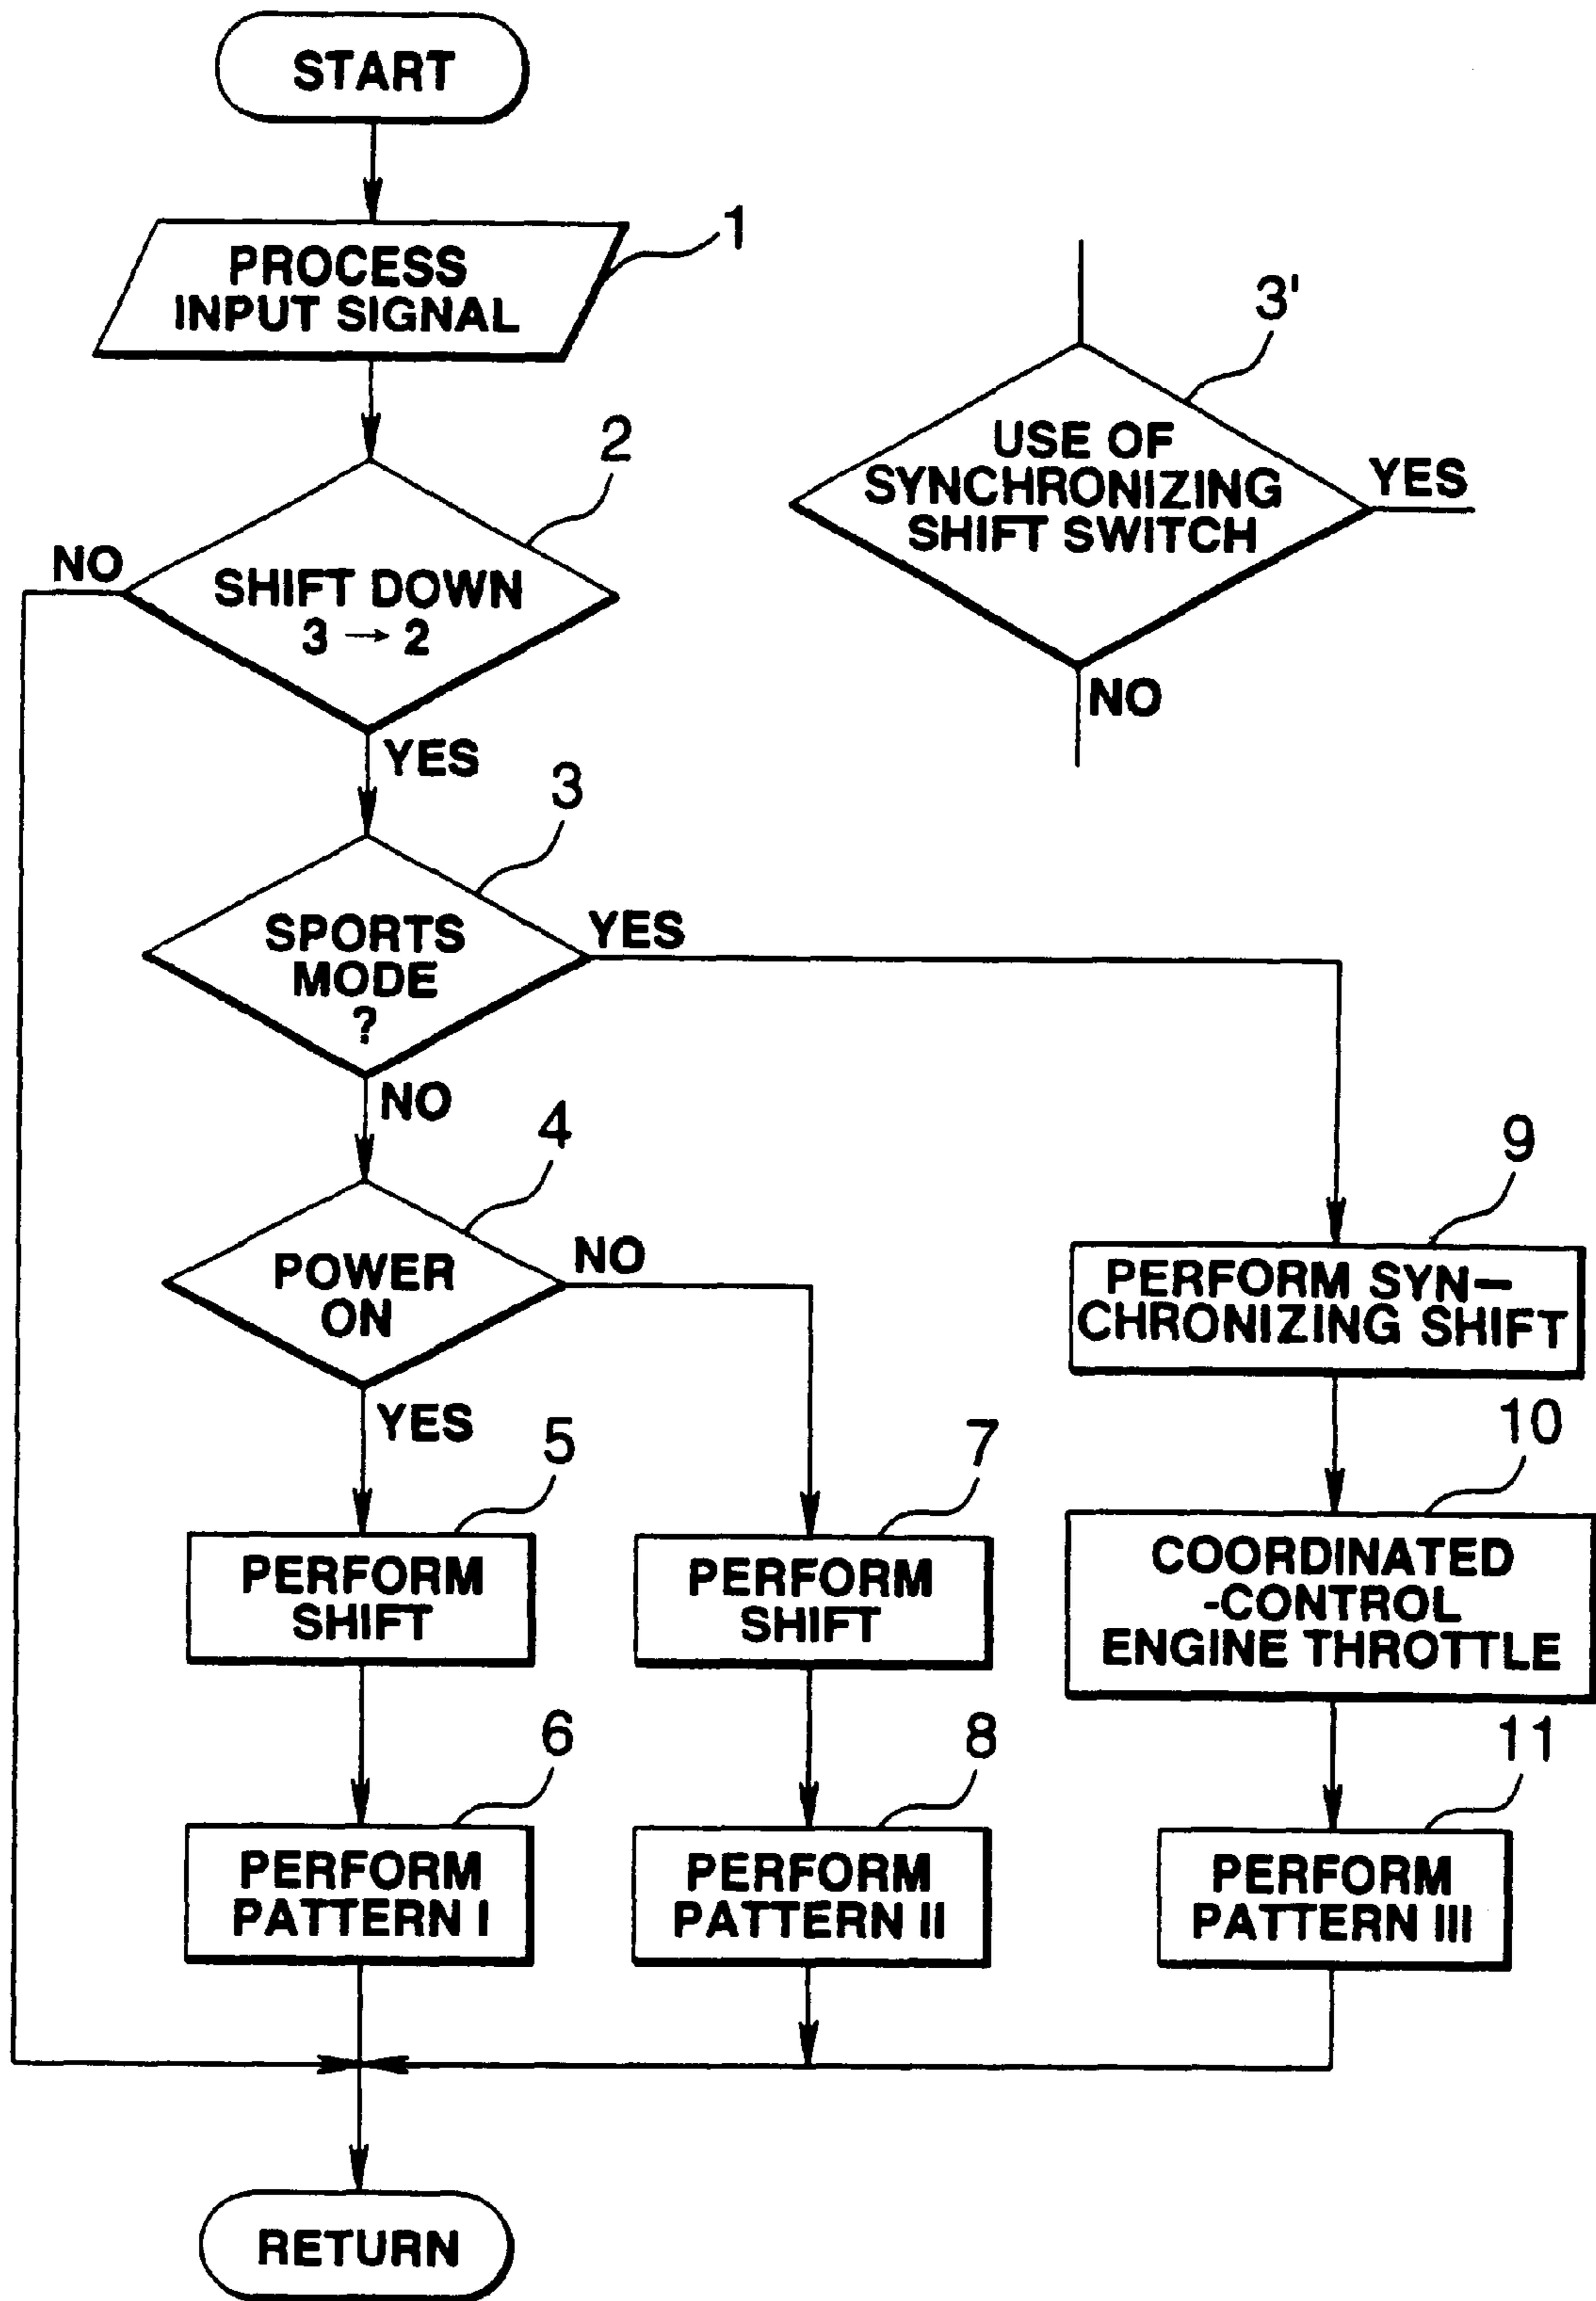 START
1
PROCESS
INPUT SIGNAL
3'
USE OF
SYNCHRONIZING
SHIFT SWITCH
YES
NO
2
NO
SHIFT DOWN
3 → 2
YES
3
SPORTS
MODE
?
YES
NO
4
POWER
ON
NO
YES
9
PERFORM SYN—
CHRONIZING SHIFT
5
PERFORM
SHIFT
7
PERFORM
SHIFT
10
COORDINATED
-CONTROL
ENGINE THROTTLE
6
PERFORM
PATTERN I
8
PERFORM
PATTERN II
11
PERFORM
PATTERN III
RETURN